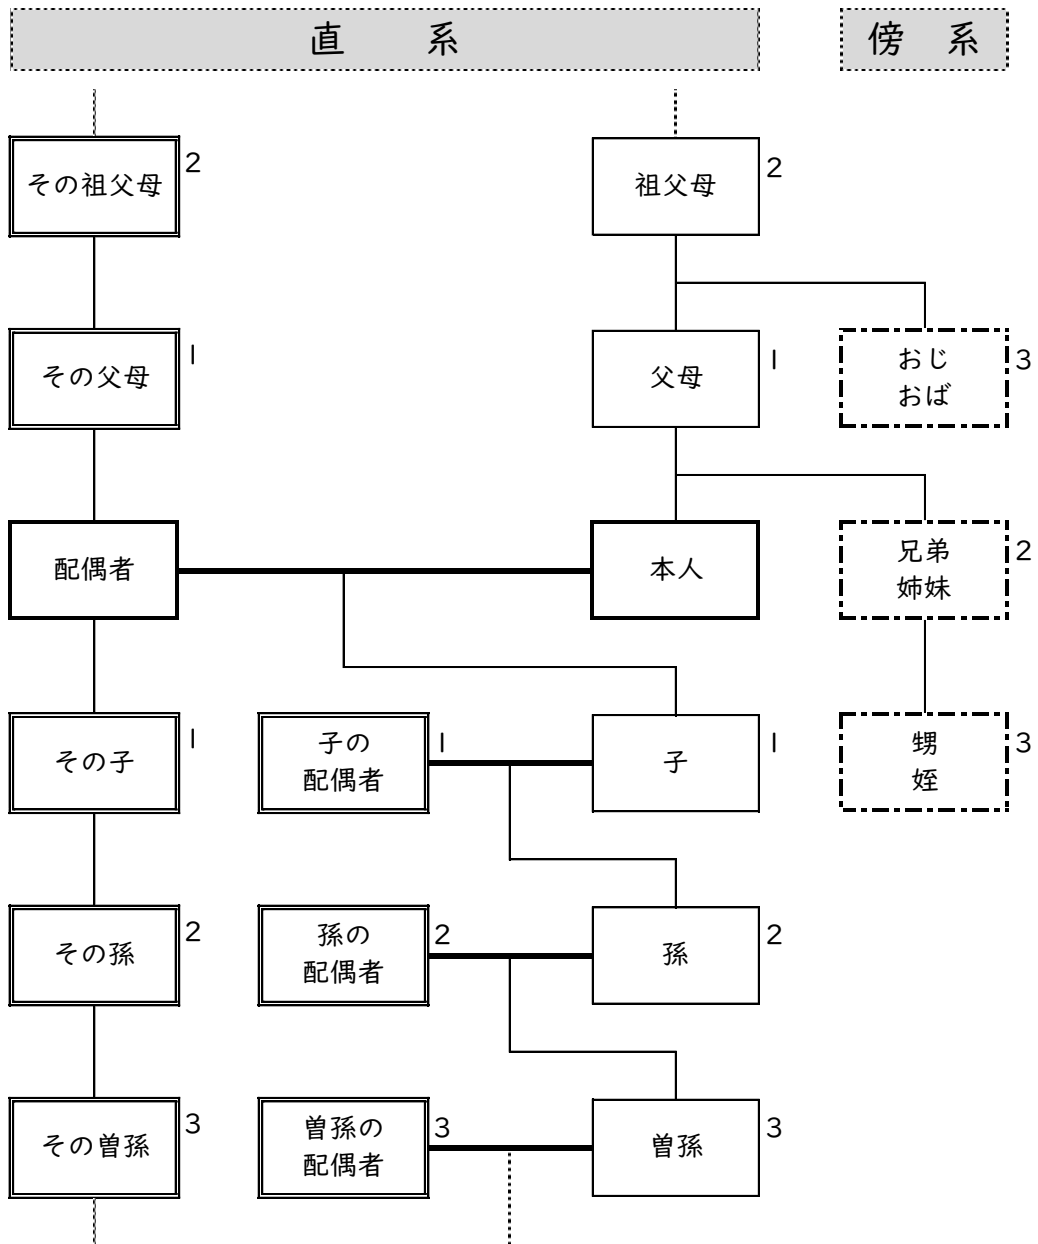 直 系
傍 系
その祖父母
2
祖父母
2
その父母
1
父母
1
おじ
おば
3
配偶者
本人
兄弟
姉妹
2
その子
1
子の
配偶者
1
子
1
甥
姪
3
その孫
2
孫の
配偶者
2
孫
2
その曽孫
3
曽孫の
配偶者
3
曽孫
3